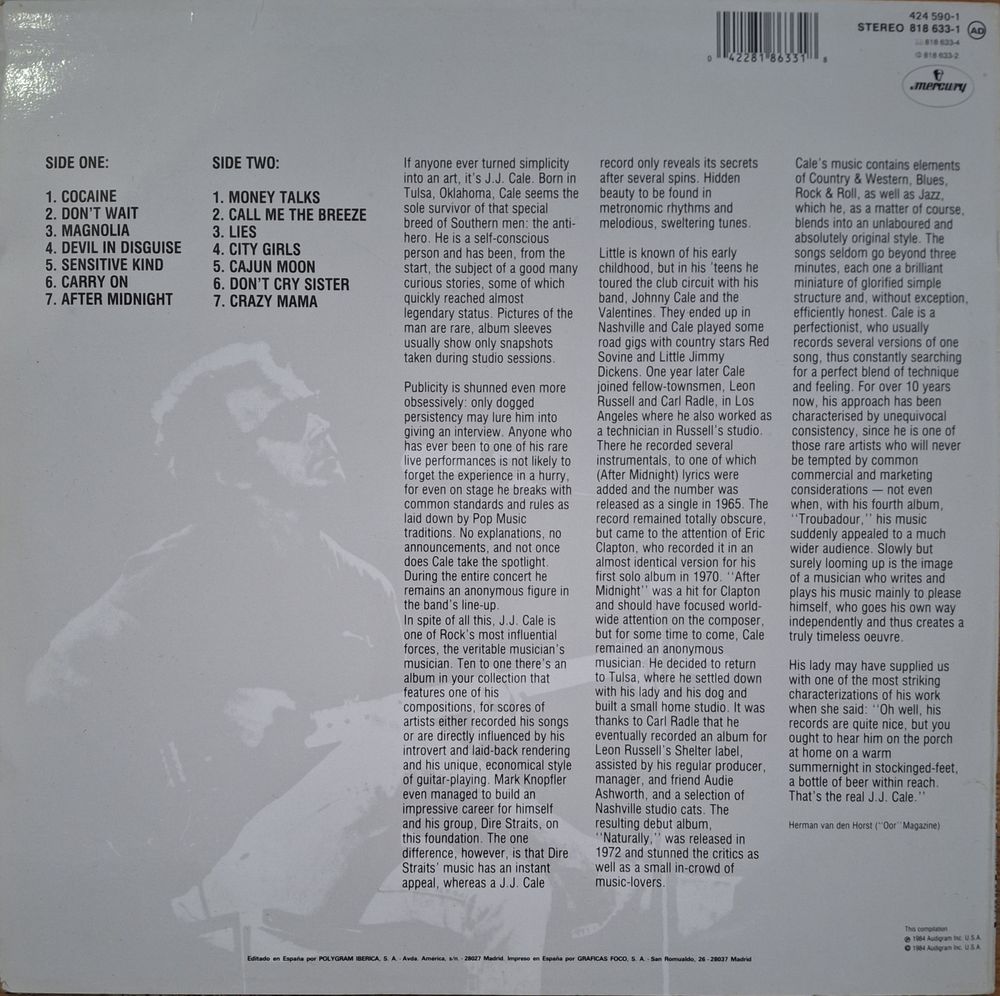 424 590-1
STEREO 818 633-1 AD
818 633-4
818 633-2
0 42281 86331 8
mercury
SIDE ONE:
1. COCAINE
2. DON'T WAIT
3. MAGNOLIA
4. DEVIL IN DISGUISE
5. SENSITIVE KIND
6. CARRY ON
7. AFTER MIDNIGHT
SIDE TWO:
1. MONEY TALKS
2. CALL ME THE BREEZE
3. LIES
4. CITY GIRLS
5. CAJUN MOON
6. DON'T CRY SISTER
7. CRAZY MAMA
If anyone ever turned simplicity
into an art, it's J.J. Cale. Born in
Tulsa, Oklahoma, Cale seems the
sole survivor of that special
breed of Southern men: the anti-
hero. He is a self-conscious
person and has been, from the
start, the subject of a good many
curious stories, some of which
quickly reached almost
legendary status. Pictures of the
man are rare, album sleeves
usually show only snapshots
taken during studio sessions.
Publicity is shunned even more
obsessively: only dogged
persistency may lure him into
giving an interview. Anyone who
has ever been to one of his rare
live performances is not likely to
forget the experience in a hurry,
for even on stage he breaks with
common standards and rules as
laid down by Pop Music
traditions. No explanations, no
announcements, and not once
does Cale take the spotlight.
During the entire concert he
remains an anonymous figure in
the band's line-up.
In spite of all this, J.J. Cale is
one of Rock's most influential
forces, the veritable musician's
musician. Ten to one there's an
album in your collection that
features one of his
compositions, for scores of
artists either recorded his songs
or are directly influenced by his
introvert and laid-back rendering
and his unique, economical style
of guitar-playing. Mark Knopfler
even managed to build an
impressive career for himself
and his group, Dire Straits, on
this foundation. The one
difference, however, is that Dire
Straits' music has an instant
appeal, whereas a J.J. Cale
record only reveals its secrets
after several spins. Hidden
beauty to be found in
metronomic rhythms and
melodious, sweltering tunes.
Little is known of his early
childhood, but in his 'teens he
toured the club circuit with his
band, Johnny Cale and the
Valentines. They ended up in
Nashville and Cale played some
road gigs with country stars Red
Sovine and Little Jimmy
Dickens. One year later Cale
joined fellow-townsmen, Leon
Russell and Carl Radle, in Los
Angeles where he also worked as
a technician in Russell's studio.
There he recorded several
instrumentals, to one of which
(After Midnight) lyrics were
added and the number was
released as a single in 1965. The
record remained totally obscure,
but came to the attention of Eric
Clapton, who recorded it in an
almost identical version for his
first solo album in 1970. ''After
Midnight'' was a hit for Clapton
and should have focused world-
wide attention on the composer,
but for some time to come, Cale
remained an anonymous
musician. He decided to return
to Tulsa, where he settled down
with his lady and his dog and
built a small home studio. It was
thanks to Carl Radle that he
eventually recorded an album for
Leon Russell's Shelter label,
assisted by his regular producer,
manager, and friend Audie
Ashworth, and a selection of
Nashville studio cats. The
resulting debut album,
''Naturally,'' was released in
1972 and stunned the critics as
well as a small in-crowd of
music-lovers.
Cale's music contains elements
of Country & Western, Blues,
Rock & Roll, as well as Jazz,
which he, as a matter of course,
blends into an unlaboured and
absolutely original style. The
songs seldom go beyond three
minutes, each one a brilliant
miniature of glorified simple
structure and, without exception,
efficiently honest. Cale is a
perfectionist, who usually
records several versions of one
song, thus constantly searching
for a perfect blend of technique
and feeling. For over 10 years
now, his approach has been
characterised by unequivocal
consistency, since he is one of
those rare artists who will never
be tempted by common
commercial and marketing
considerations — not even
when, with his fourth album,
''Troubadour,'' his music
suddenly appealed to a much
wider audience. Slowly but
surely looming up is the image
of a musician who writes and
plays his music mainly to please
himself, who goes his own way
independently and thus creates a
truly timeless oeuvre.
His lady may have supplied us
with one of the most striking
characterizations of his work
when she said: ''Oh well, his
records are quite nice, but you
ought to hear him on the porch
at home on a warm
summernight in stockinged-feet,
a bottle of beer within reach.
That's the real J.J. Cale.''
Herman van den Horst (''Oor'' Magazine)
This compilation
℗ 1984 Audigram Inc. U.S.A.
© 1984 Audigram Inc. U.S.A.
Editado en España por POLYGRAM IBERICA, S. A. - Avda. América, s/n. - 28027 Madrid. Impreso en España por GRAFICAS FOCO, S. A. - San Romualdo, 26 - 28037 Madrid